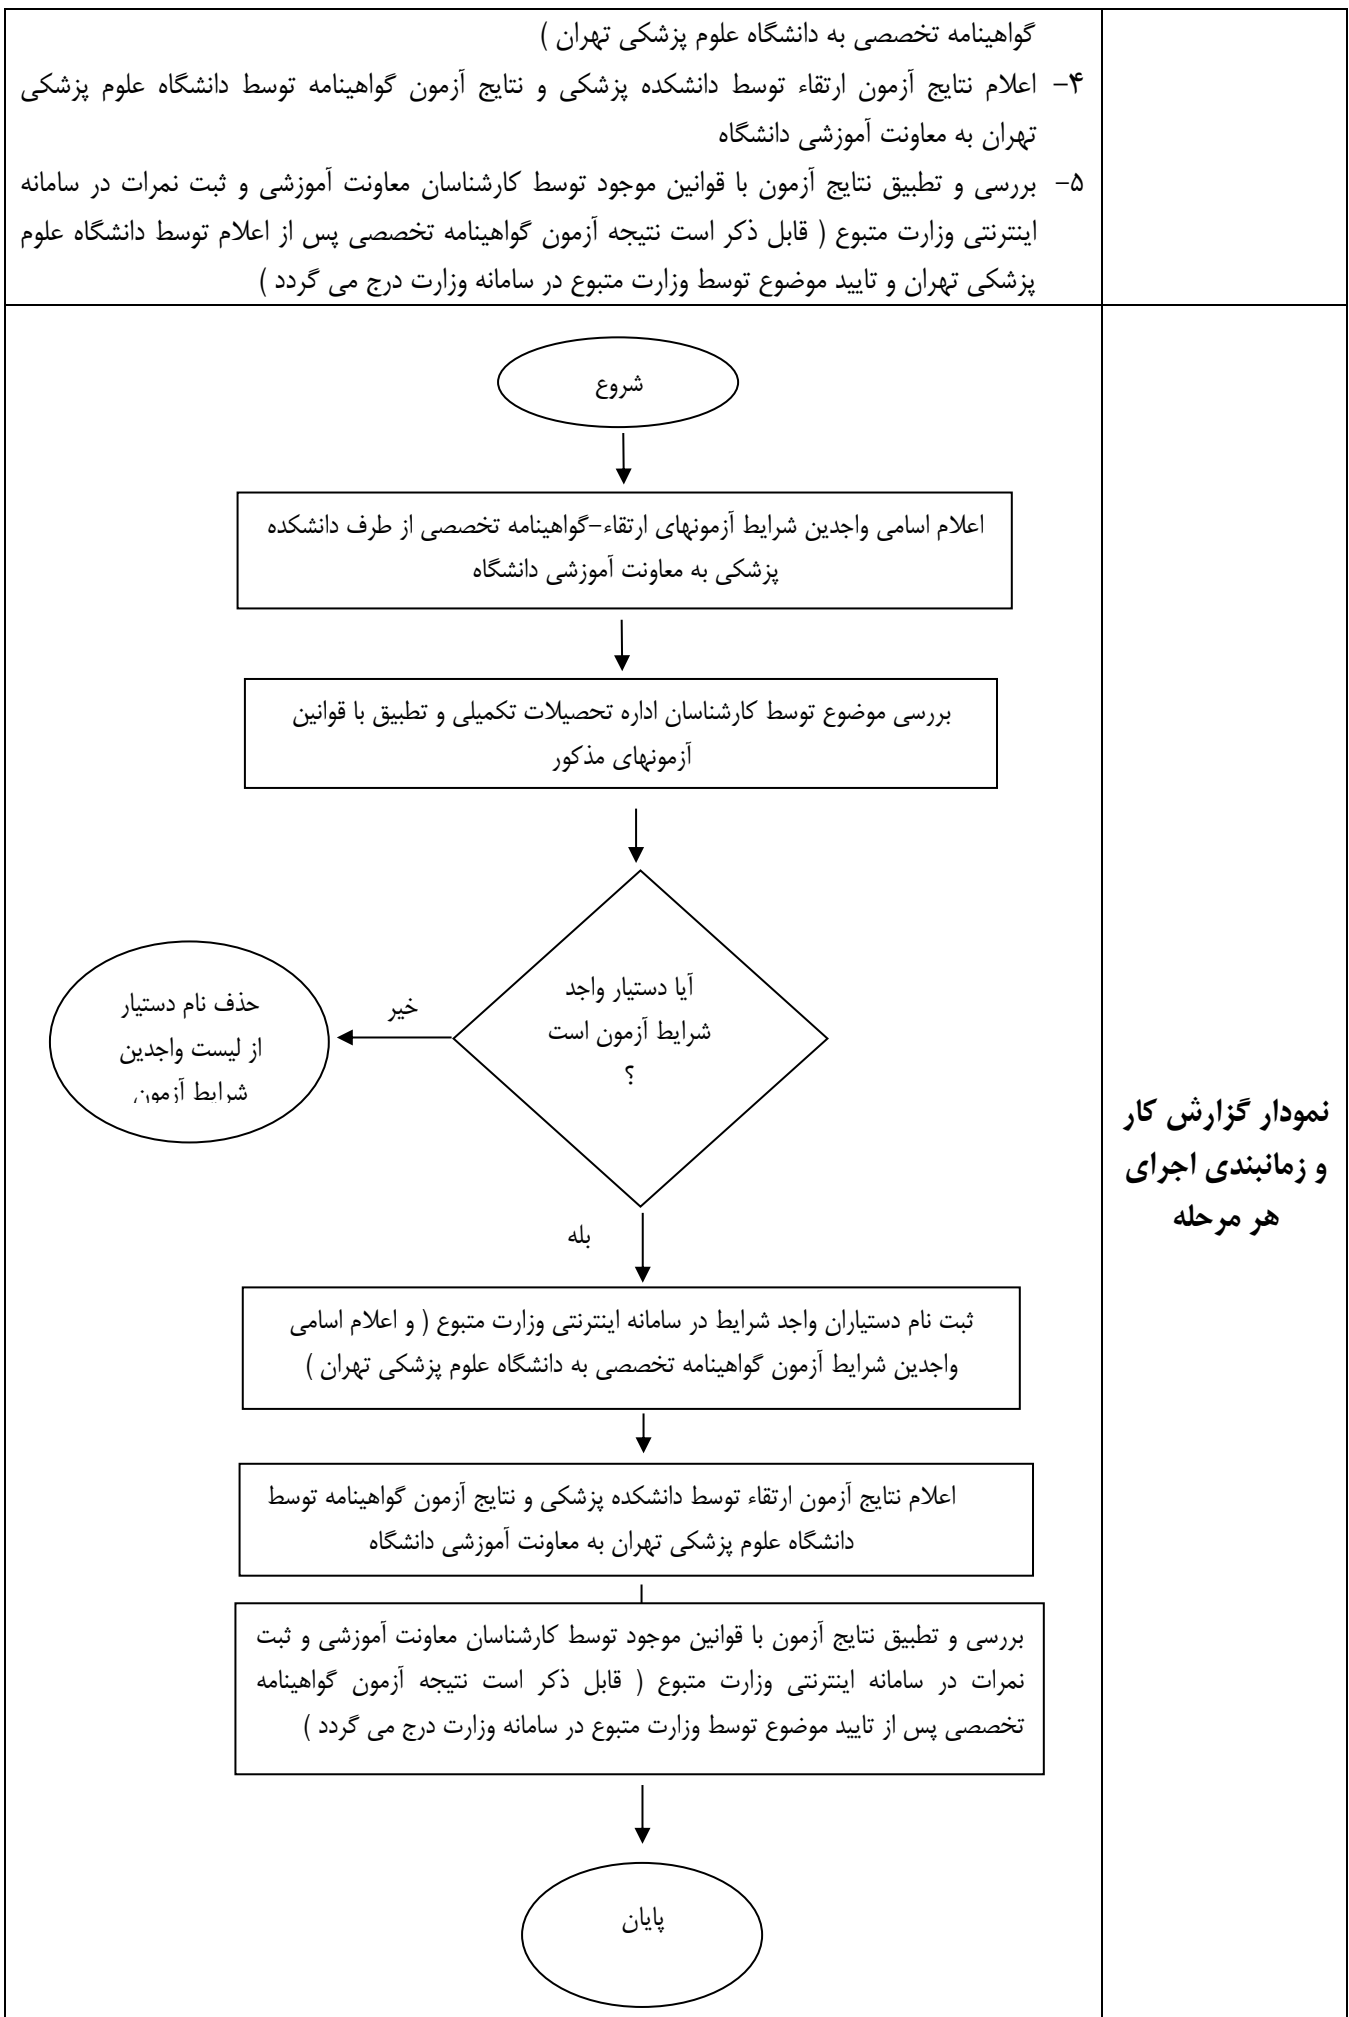 گواهینامه تخصصی به دانشگاه علوم پزشکی تهران )
۴- اعلام نتایج آزمون ارتقاء توسط دانشکده پزشکی و نتایج آزمون گواهینامه توسط دانشگاه علوم پزشکی
تهران به معاونت آموزشی دانشگاه
۵- بررسی و تطبیق نتایج آزمون با قوانین موجود توسط کارشناسان معاونت آموزشی و ثبت نمرات در سامانه
اینترنتی وزارت متبوع ( قابل ذکر است نتیجه آزمون گواهینامه تخصصی پس از اعلام توسط دانشگاه علوم
پزشکی تهران و تایید موضوع توسط وزارت متبوع در سامانه وزارت درج می گردد )
نمودار گزارش کار
و زمانبندی اجرای
هر مرحله
شروع
اعلام اسامی واجدین شرایط آزمونهای ارتقاء-گواهینامه تخصصی از طرف دانشکده
پزشکی به معاونت آموزشی دانشگاه
بررسی موضوع توسط کارشناسان اداره تحصیلات تکمیلی و تطبیق با قوانین
آزمونهای مذکور
آیا دستیار واجد
شرایط آزمون است
؟
خیر
حذف نام دستیار
از لیست واجدین
شرایط آزمون
بله
ثبت نام دستیاران واجد شرایط در سامانه اینترنتی وزارت متبوع ( و اعلام اسامی
واجدین شرایط آزمون گواهینامه تخصصی به دانشگاه علوم پزشکی تهران )
اعلام نتایج آزمون ارتقاء توسط دانشکده پزشکی و نتایج آزمون گواهینامه توسط
دانشگاه علوم پزشکی تهران به معاونت آموزشی دانشگاه
بررسی و تطبیق نتایج آزمون با قوانین موجود توسط کارشناسان معاونت آموزشی و ثبت
نمرات در سامانه اینترنتی وزارت متبوع ( قابل ذکر است نتیجه آزمون گواهینامه
تخصصی پس از تایید موضوع توسط وزارت متبوع در سامانه وزارت درج می گردد )
پایان